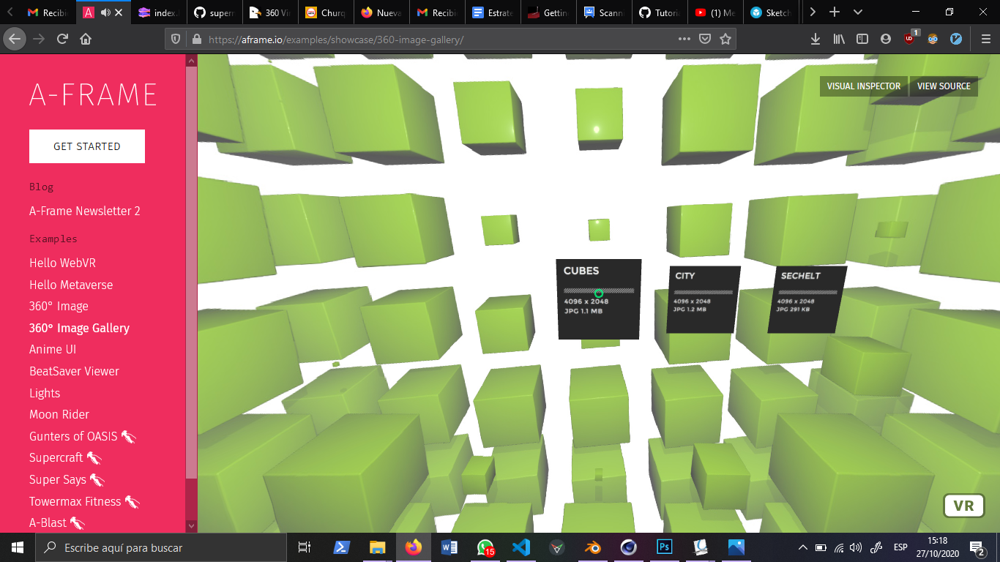 Recibi
index.
superm
360 Vi
Churq
Nueva
Recibi
Estrate
Gettin
Scanni
Tutoria
(1) Me
Sketch
https://aframe.io/examples/showcase/360-image-gallery/
1
A-FRAME
GET STARTED
Blog
A-Frame Newsletter 2
Examples
Hello WebVR
Hello Metaverse
360° Image
360° Image Gallery
Anime UI
BeatSaver Viewer
Lights
Moon Rider
Gunters of OASIS
Supercraft
Super Says
Towermax Fitness
A-Blast
VISUAL INSPECTOR
VIEW SOURCE
CUBES
4096 x 2048
JPG 1.1 MB
CITY
4096 x 2048
JPG 1.2 MB
SECHELT
4096 x 2048
JPG 291 KB
VR
Escribe aquí para buscar
15
ESP
15:18
27/10/2020
2